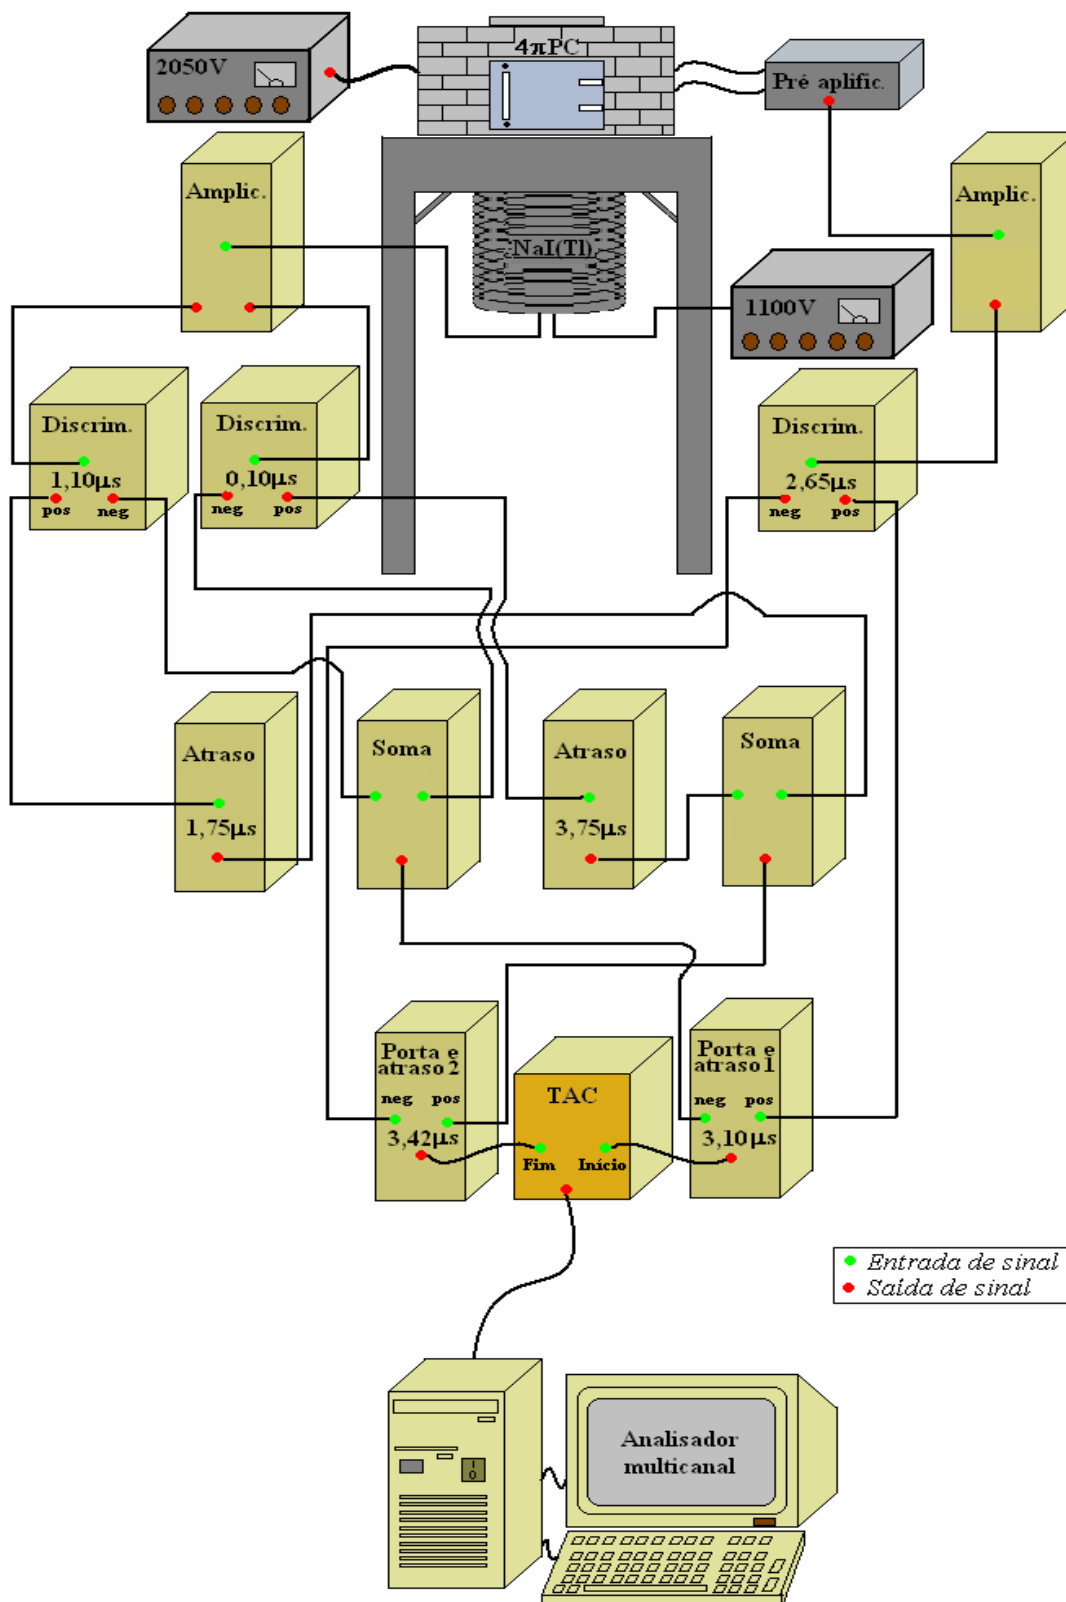 2050V
4πPC
Pré aplific.
Amplic.
Amplic.
NaI(Tl)
1100V
Discrim.
1,10µs
pos neg
Discrim.
0,10µs
neg pos
Discrim.
2,65µs
neg pos
Atraso
1,75µs
Soma
Atraso
3,75µs
Soma
Porta e
atraso 2
neg pos
3,42µs
TAC
Fim Início
Porta e
atraso 1
neg pos
3,10µs
Entrada de sinal
Saída de sinal
I
0
Analisador
multicanal